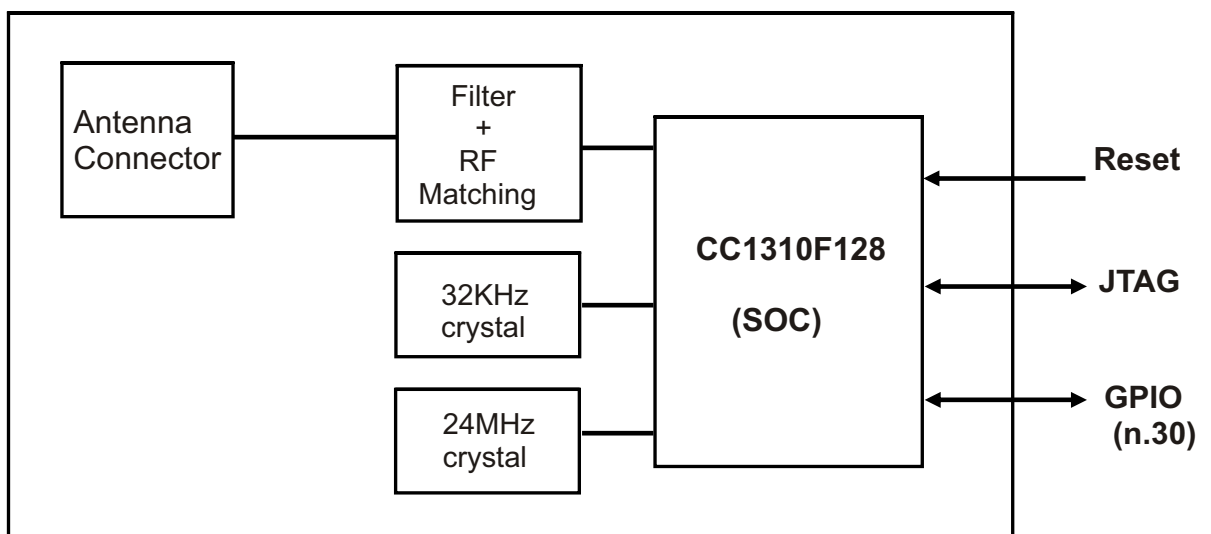 Antenna
Connector
Filter
+
RF
Matching
32KHz
crystal
24MHz
crystal
CC1310F128
(SOC)
Reset
JTAG
GPIO
(n.30)